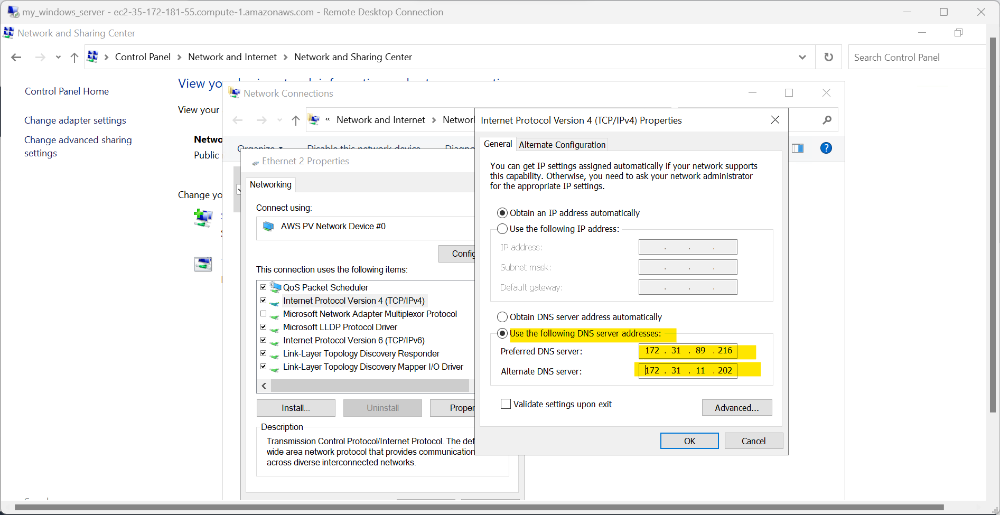 my_windows_server - ec2-35-172-181-55.compute-1.amazonaws.com - Remote Desktop Connection
Network and Sharing Center
Control Panel > Network and Internet > Network and Sharing Center
Search Control Panel
Control Panel Home
Change adapter settings
Change advanced sharing
settings
View your
Public
Network Connections
« Network and Internet >
Organize
Disable this network device
Ethernet 2 Properties
Networking
Connect using:
AWS PV Network Device #0
This connection uses the following items:
QoS Packet Scheduler
Internet Protocol Version 4 (TCP/IPv4)
Microsoft Network Adapter Multiplexor Protocol
Microsoft LLDP Protocol Driver
Internet Protocol Version 6 (TCP/IPv6)
Link-Layer Topology Discovery Responder
Link-Layer Topology Discovery Mapper I/O Driver
Install...
Uninstall
Description
Transmission Control Protocol/Internet Protocol. The
wide area network protocol that provides communication
across diverse interconnected networks.
Internet Protocol Version 4 (TCP/IPv4) Properties
General
Alternate Configuration
You can get IP settings assigned automatically if your network supports
this capability. Otherwise, you need to ask your network administrator
for the appropriate IP settings.
Obtain an IP address automatically
Use the following IP address:
IP address:
Subnet mask:
Default gateway:
Obtain DNS server address automatically
Use the following DNS server addresses:
Preferred DNS server: 172 . 31 . 89 . 216
Alternate DNS server: 172 . 31 . 11 . 202
Validate settings upon exit
Advanced...
OK
Cancel